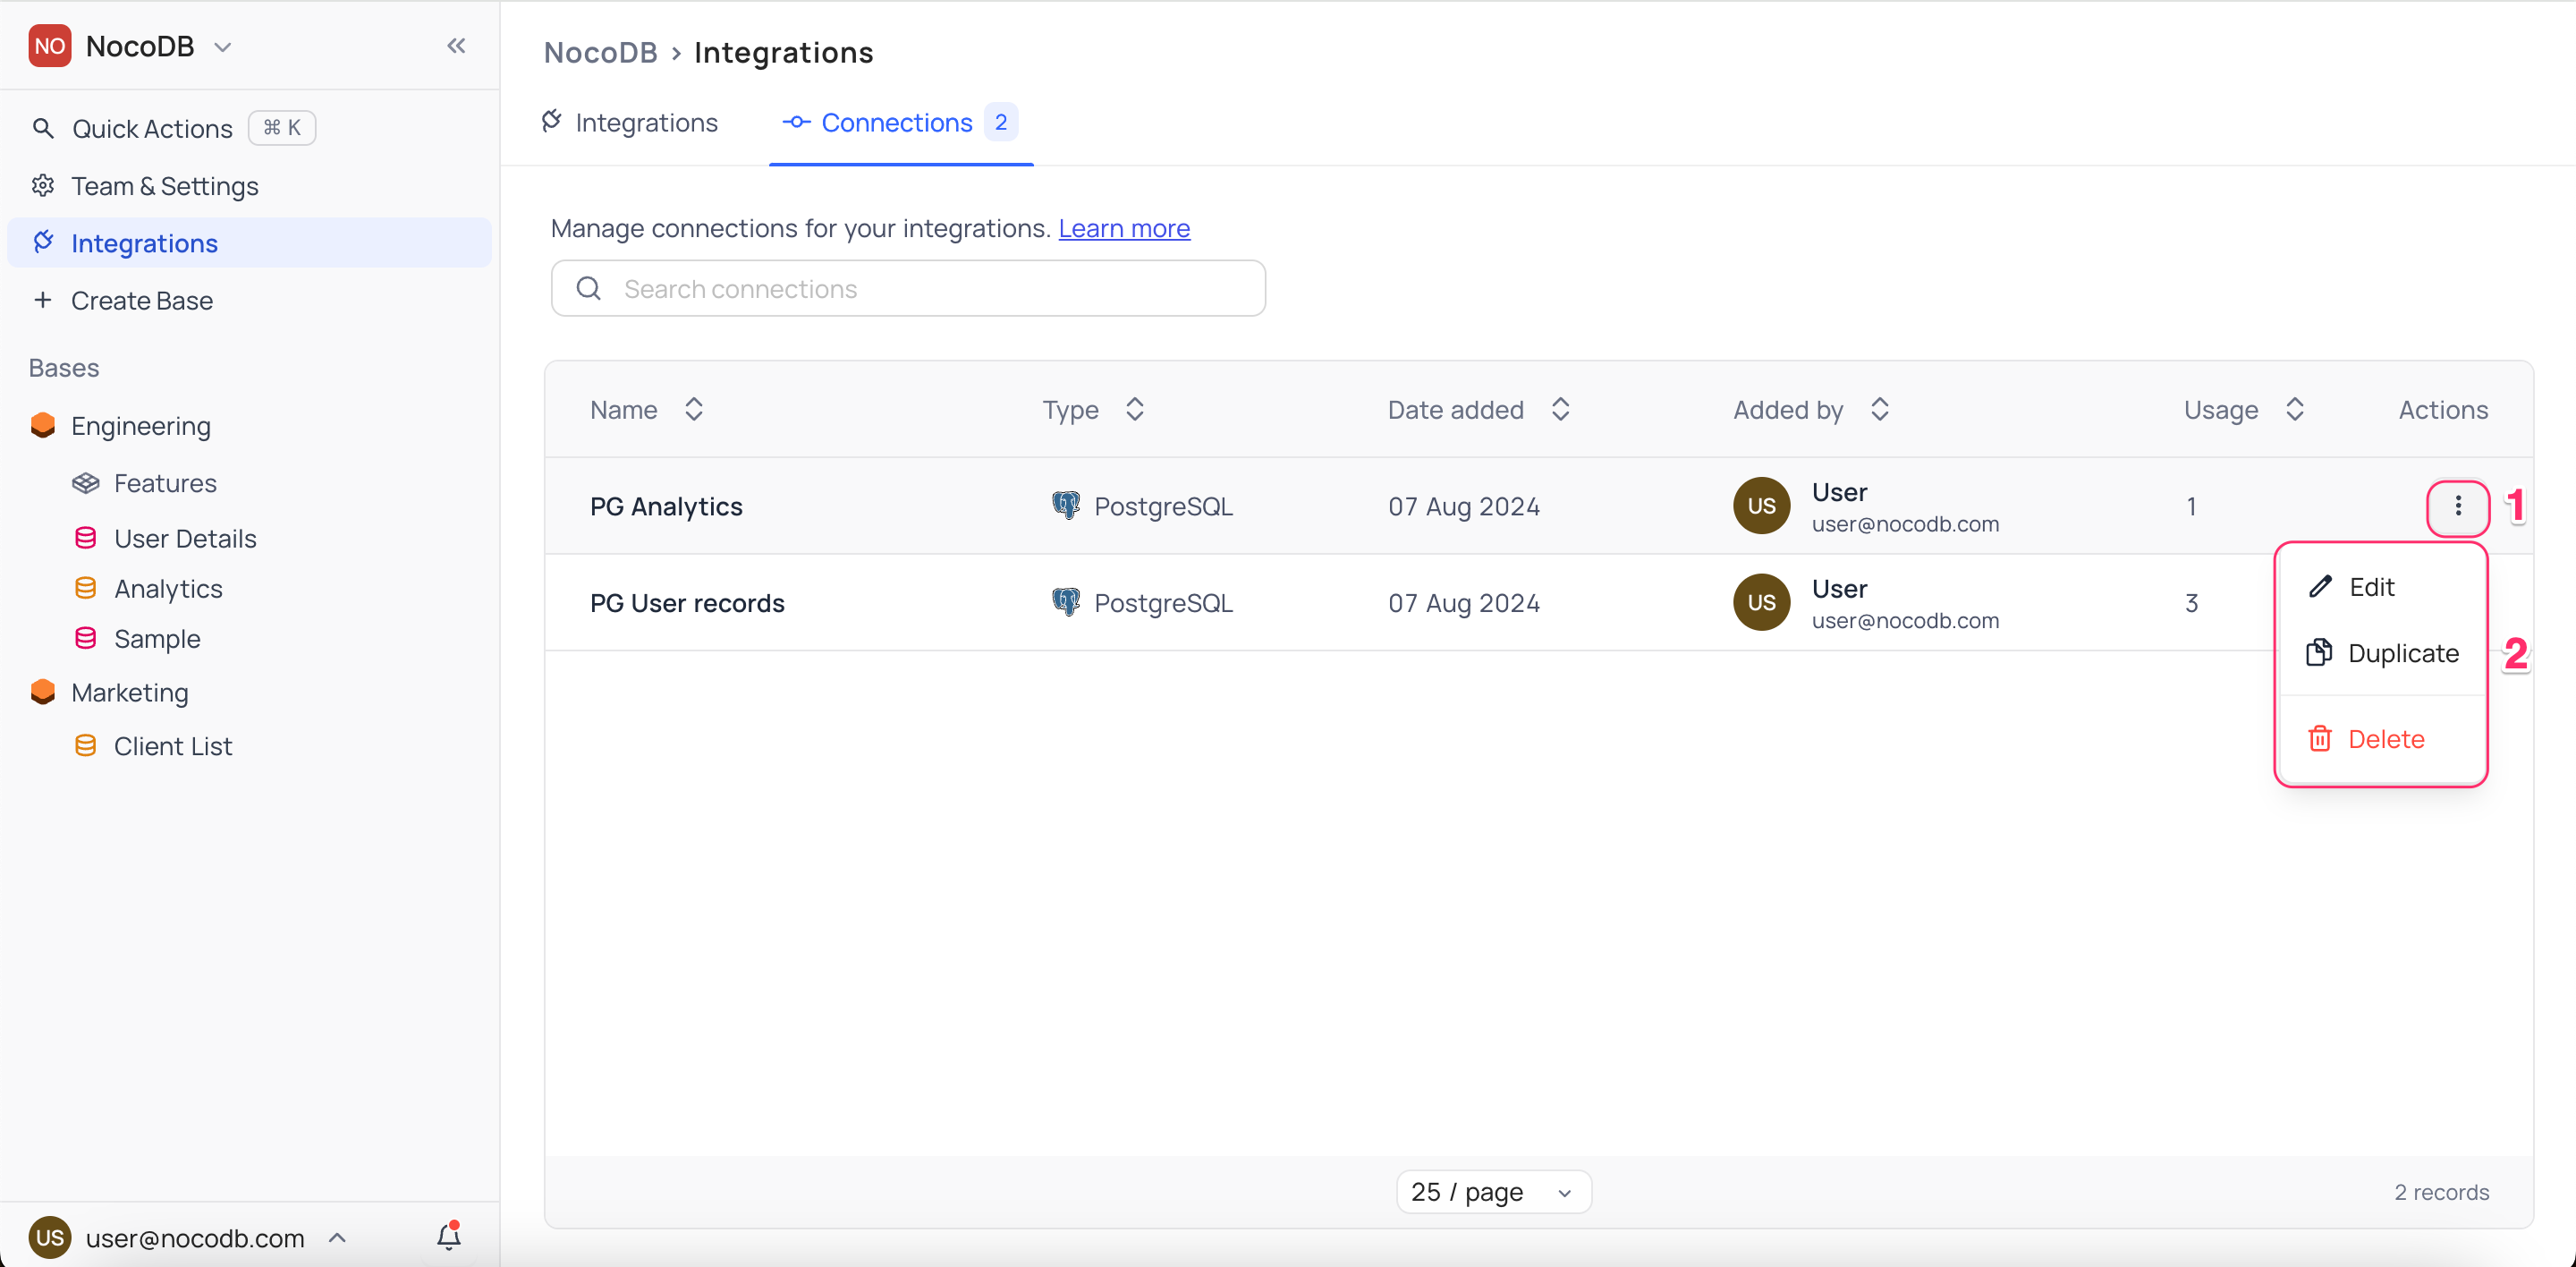 NO NocoDB
Quick Actions ⌘ K
Team & Settings
Integrations
Create Base
Bases
Engineering
Features
User Details
Analytics
Sample
Marketing
Client List
US user@nocodb.com
NocoDB > Integrations
Integrations Connections 2
Manage connections for your integrations. Learn more
Search connections
Name Type Date added Added by Usage Actions
PG Analytics PostgreSQL 07 Aug 2024 US User 1 1
user@nocodb.com
PG User records PostgreSQL 07 Aug 2024 US User 3
user@nocodb.com
Edit
Duplicate 2
Delete
25 / page 2 records